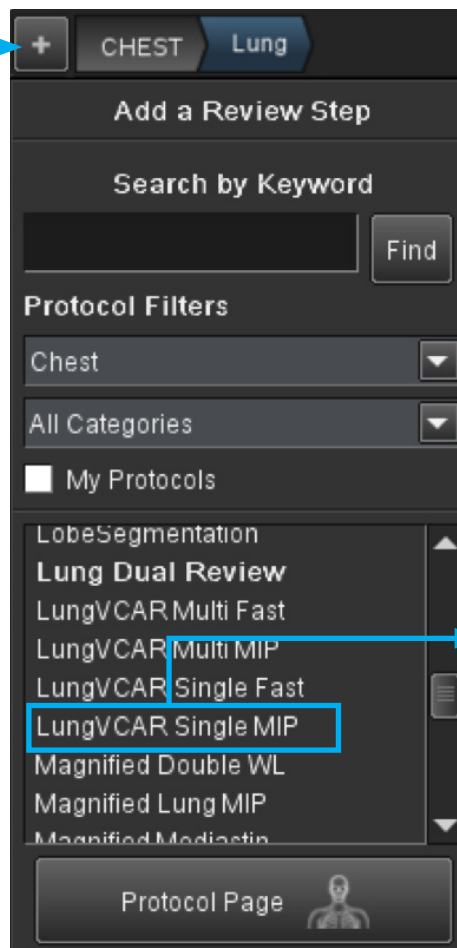 + CHEST Lung
Add a Review Step
Search by Keyword
Find
Protocol Filters
Chest
All Categories
My Protocols
LobeSegmentation
Lung Dual Review
LungVCAR Multi Fast
LungVCAR Multi MIP
LungVCAR Single Fast
LungVCAR Single MIP
Magnified Double WL
Magnified Lung MIP
Magnified Mediastin
Protocol Page